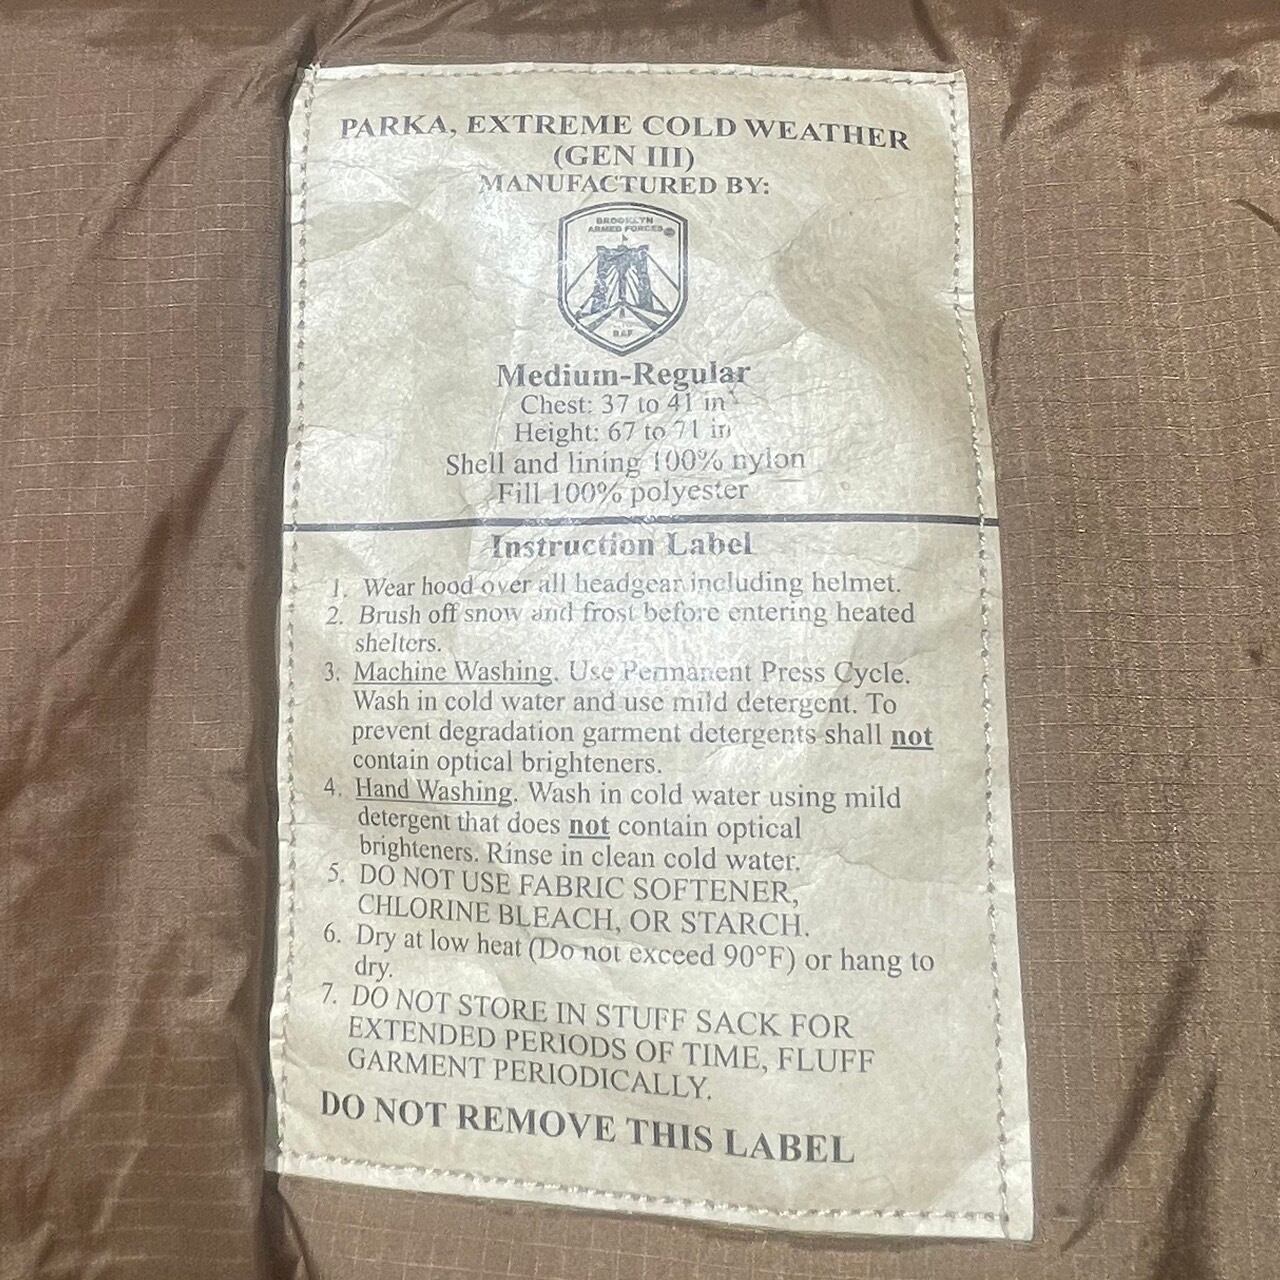 PARKA, EXTREME COLD WEATHER
(GEN III)
MANUFACTURED BY:
BROOKLYN
ARMED FORCES
BAF
Medium-Regular
Chest: 37 to 41 in
Height: 67 to 71 in
Shell and lining 100% nylon
Fill 100% polyester
Instruction Label
1. Wear hood over all headgear including helmet.
2. Brush off snow and frost before entering heated
shelters.
3. Machine Washing. Use Permanent Press Cycle.
Wash in cold water and use mild detergent. To
prevent degradation garment detergents shall not
contain optical brighteners.
4. Hand Washing. Wash in cold water using mild
detergent that does not contain optical
brighteners. Rinse in clean cold water.
5. DO NOT USE FABRIC SOFTENER,
CHLORINE BLEACH, OR STARCH.
6. Dry at low heat (Do not exceed 90°F) or hang to
dry.
7. DO NOT STORE IN STUFF SACK FOR
EXTENDED PERIODS OF TIME, FLUFF
GARMENT PERIODICALLY.
DO NOT REMOVE THIS LABEL